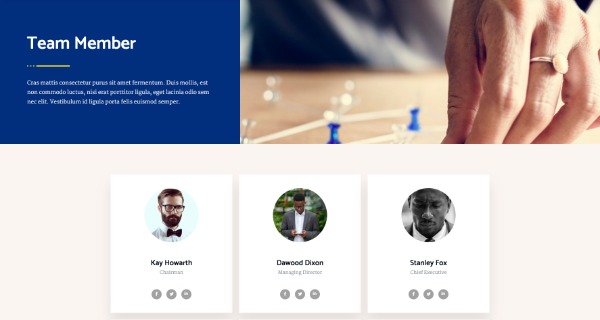 Team Member
Cras mattis consectetur purus sit amet fermentum. Duis mollis, est
non commodo luctus, nisi erat porttitor ligula, eget lacinia odio sem
nec elit. Vestibulum id ligula porta felis euismod semper.
Kay Howarth
Chairman
Dawood Dixon
Managing Director
Stanley Fox
Chief Executive